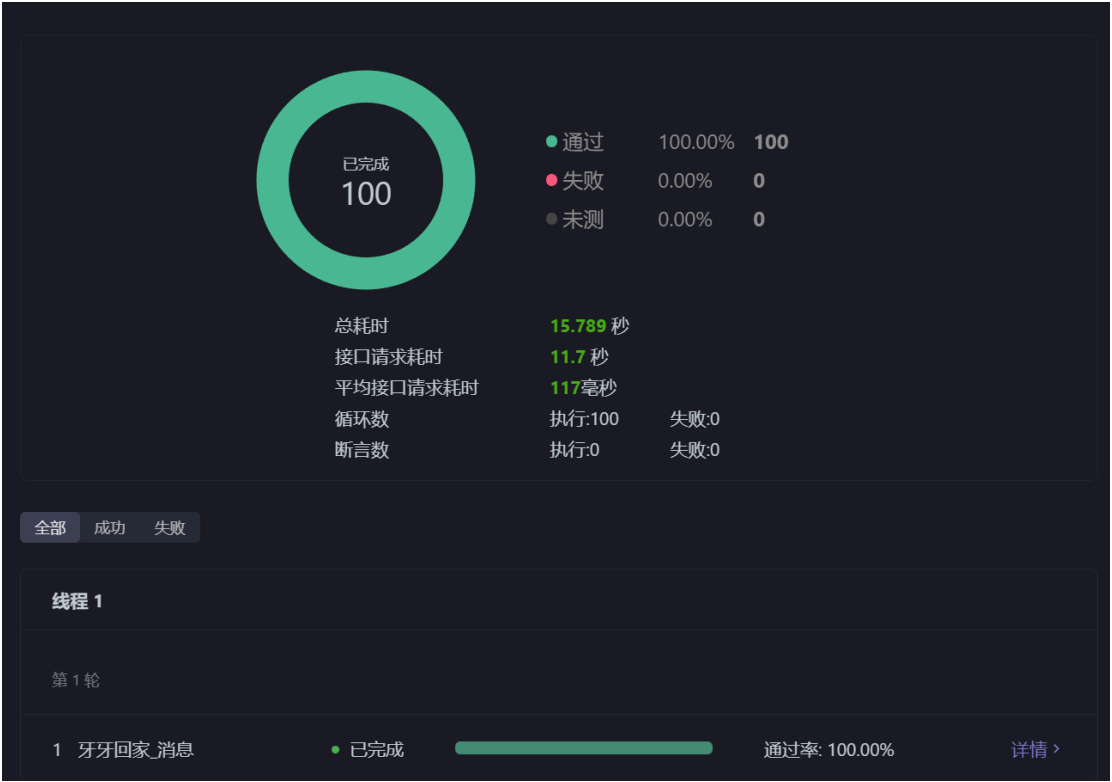 已完成
100
通过 100.00% 100
失败 0.00% 0
未测 0.00% 0
总耗时 15.789 秒
接口请求耗时 11.7 秒
平均接口请求耗时 117毫秒
循环数 执行:100 失败:0
断言数 执行:0 失败:0
全部 成功 失败
线程 1
第 1 轮
1 牙牙回家_消息 已完成 通过率: 100.00% 详情